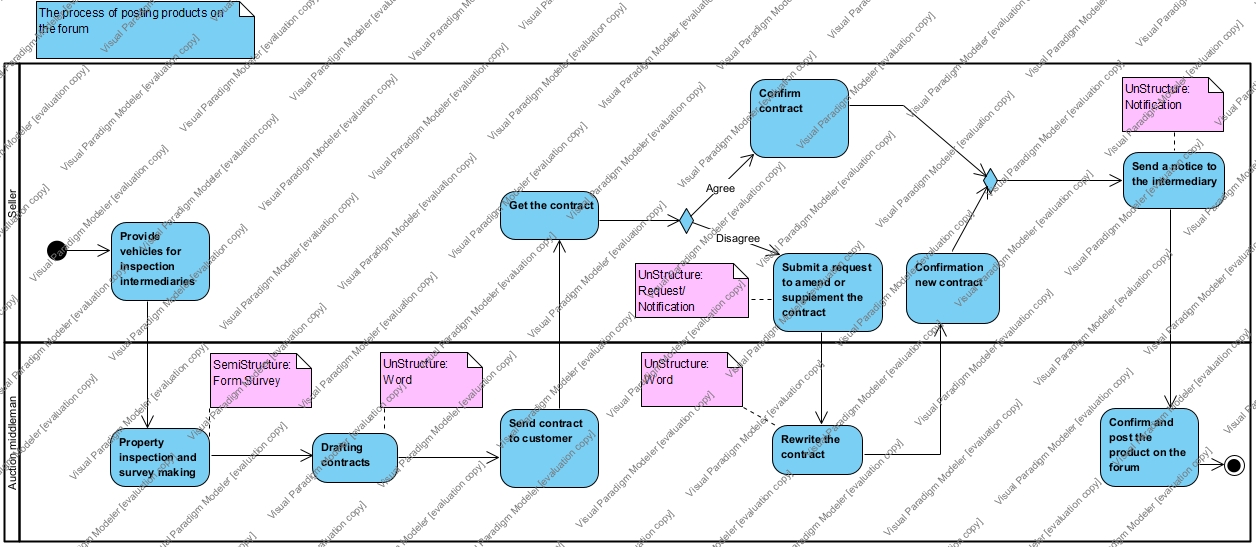 The process of posting products on
the forum
Seller
Provide
vehicles for
inspection
intermediaries
Get the contract
Agree
Disagree
Confirm
contract
UnStructure:
Request/
Notification
Submit a request
to amend or
supplement the
contract
Confirmation
new contract
UnStructure:
Notification
Send a notice to
the intermediary
Auction middleman
SemiStructure:
Form Survey
Property
inspection and
survey making
UnStructure:
Word
Drafting
contracts
Send contract
to customer
UnStructure:
Word
Rewrite the
contract
Confirm and
post the
product on the
forum
Visual Paradigm Modeler [evaluation copy]